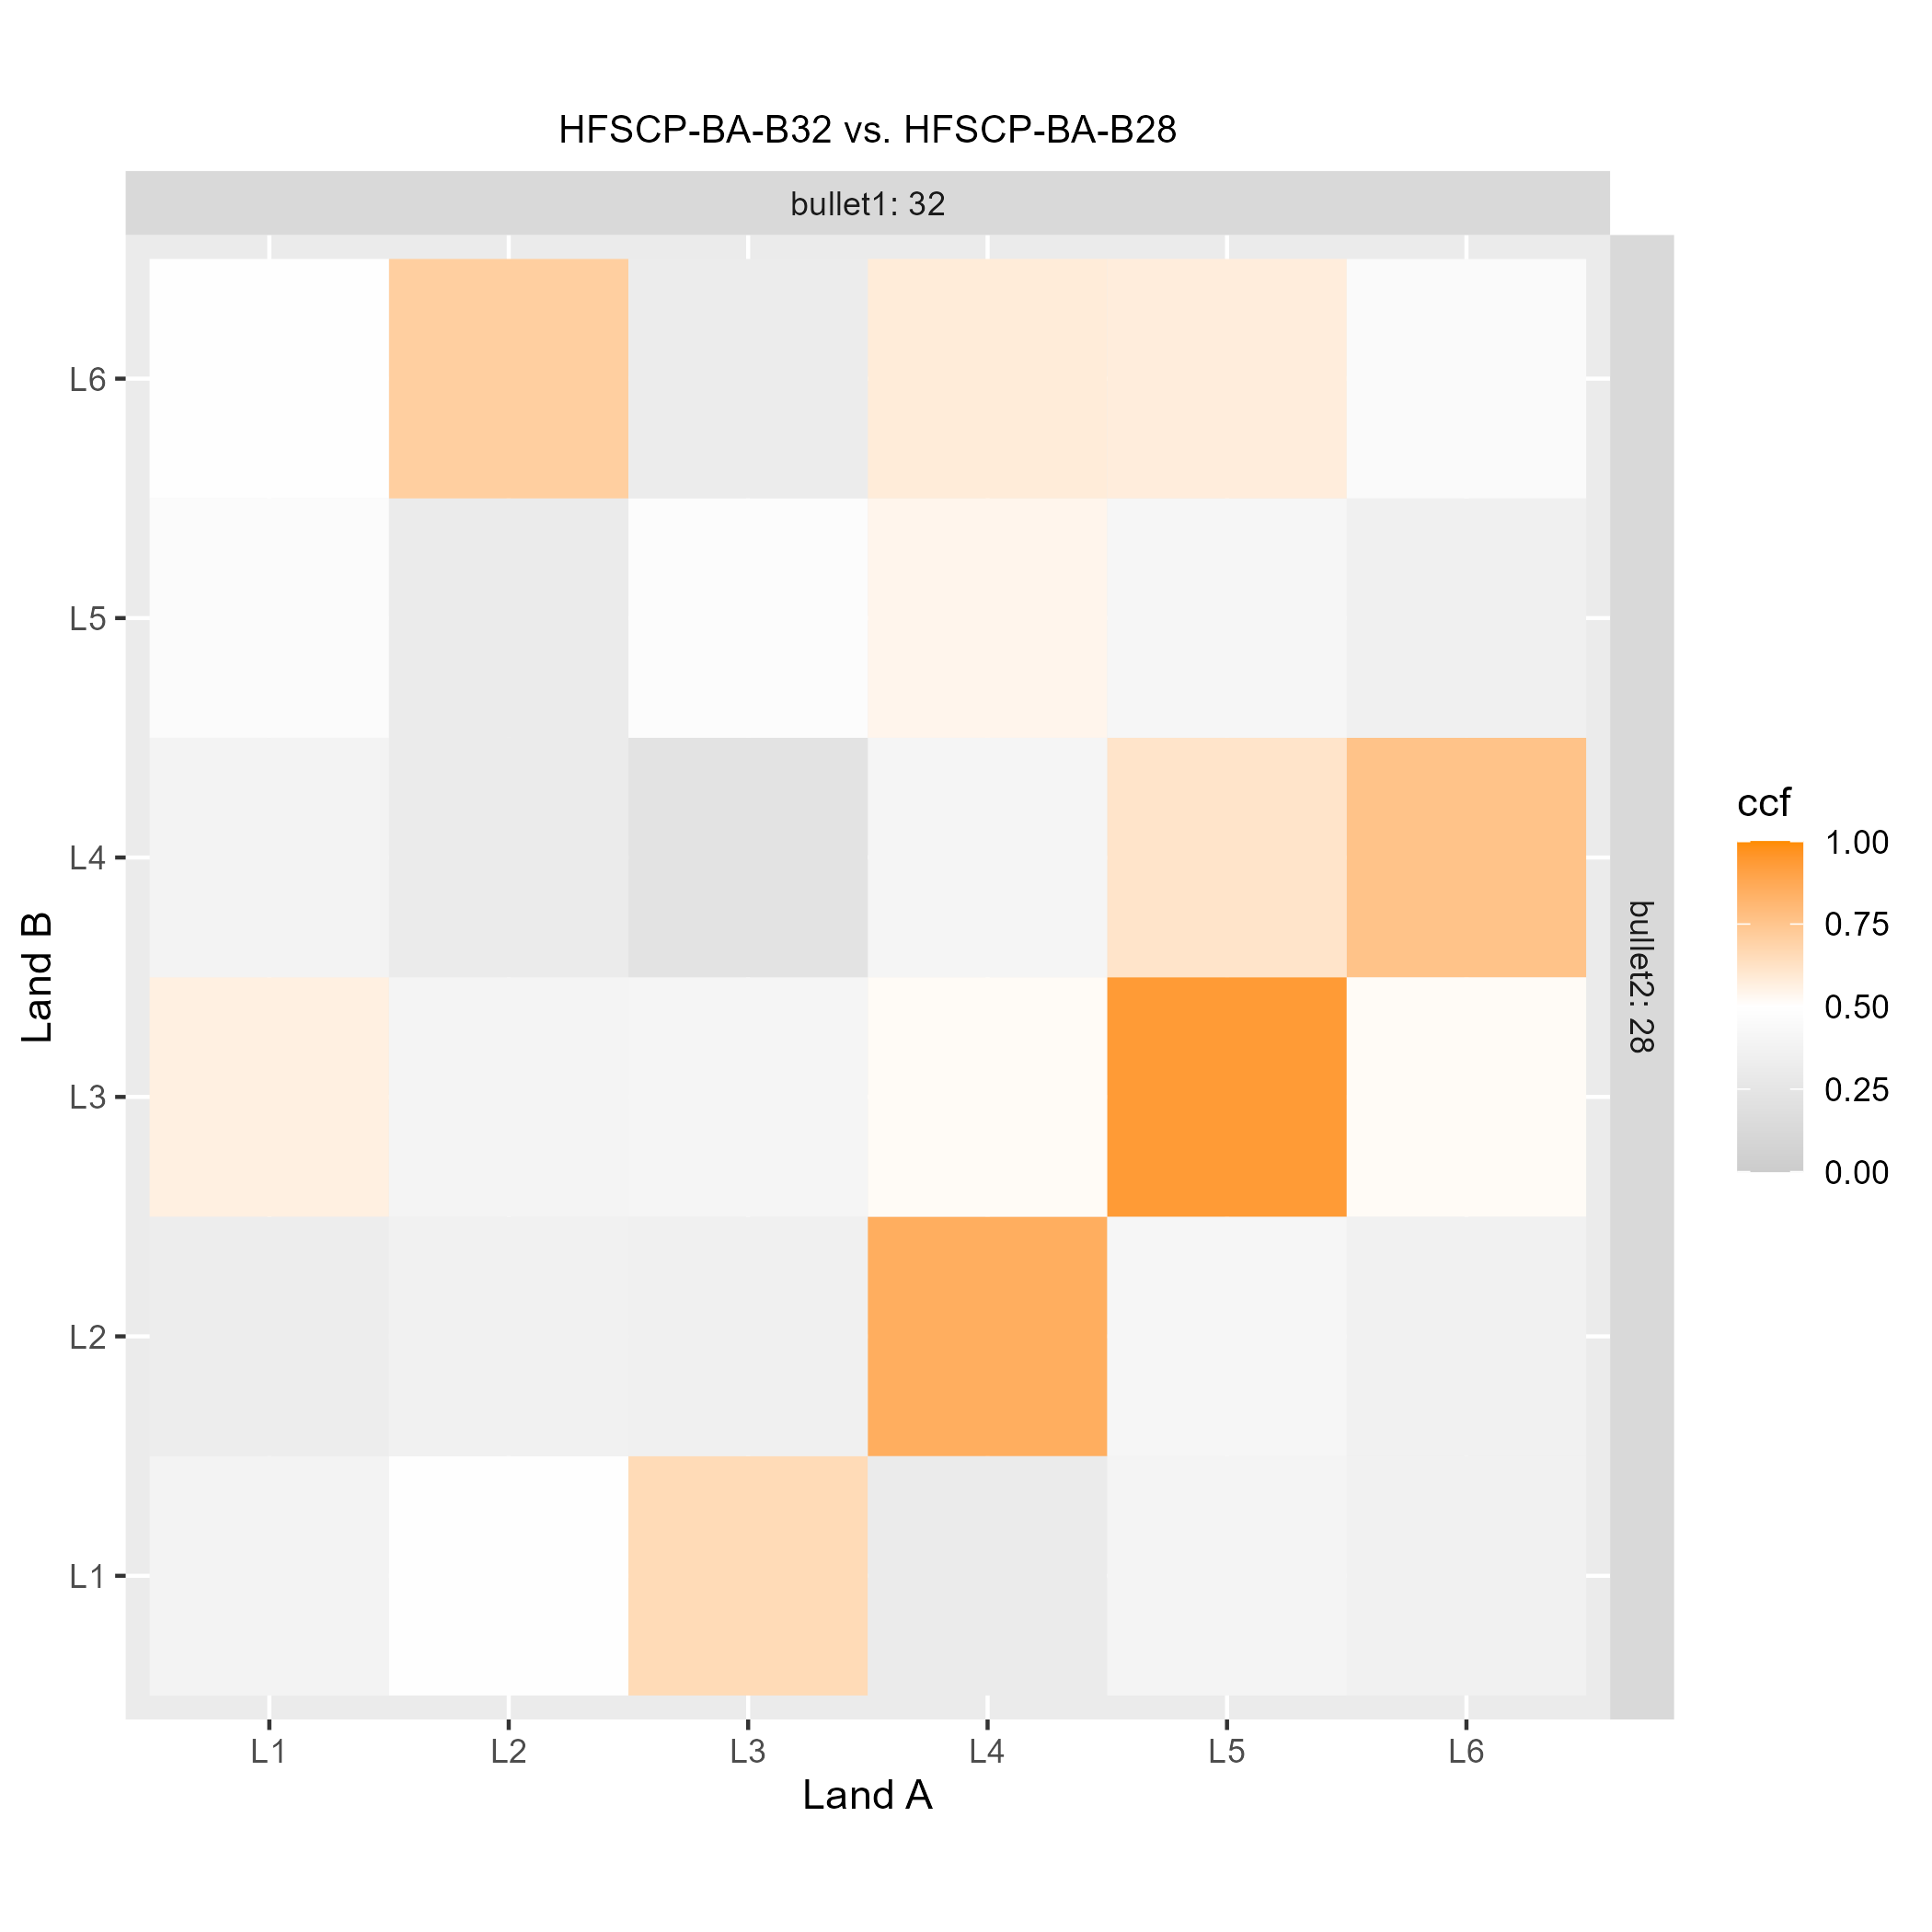 HFSCP-BA-B32 vs. HFSCP-BA-B28
bullet1: 32
L6
L5
L4
L3
L2
L1
Land B
bullet2: 28
L1 L2 L3 L4 L5 L6
Land A
ccf
1.00
0.75
0.50
0.25
0.00